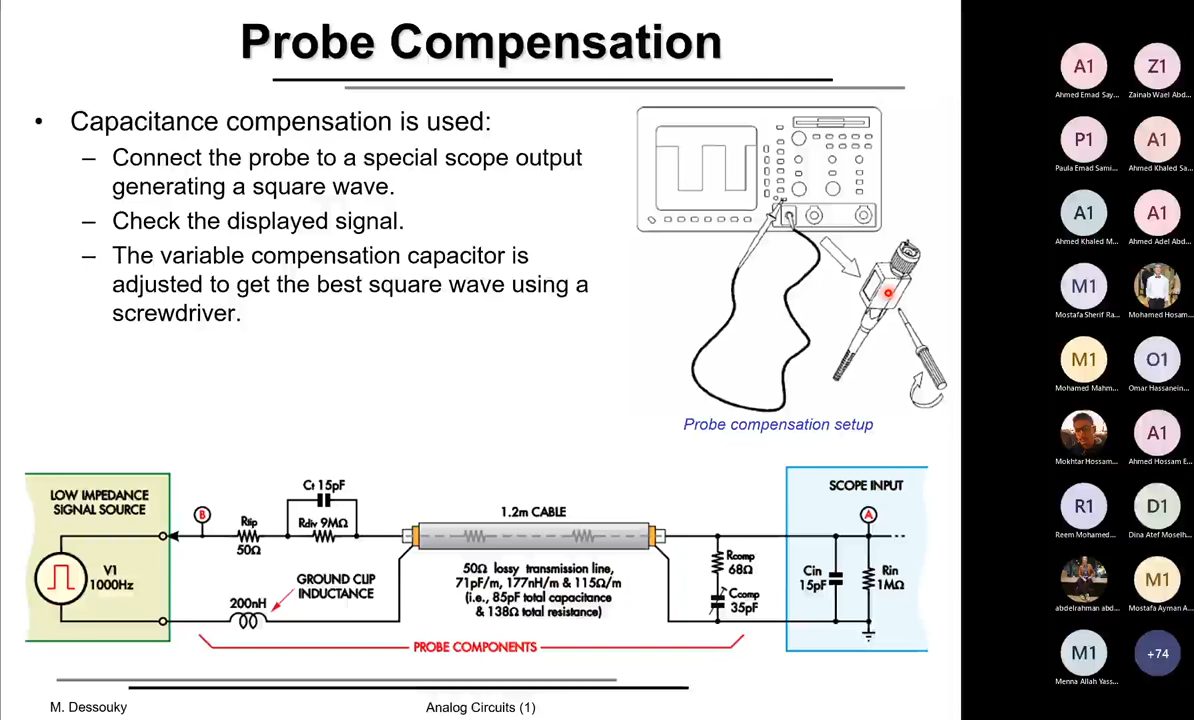 Probe Compensation
• Capacitance compensation is used:
– Connect the probe to a special scope output
generating a square wave.
– Check the displayed signal.
– The variable compensation capacitor is
adjusted to get the best square wave using a
screwdriver.
Probe compensation setup
LOW IMPEDANCE
SIGNAL SOURCE
V1
1000Hz
B
Rtip
50Ω
Ct 15pF
Rdiv 9MΩ
200nH
GROUND CLIP
INDUCTANCE
1.2m CABLE
50Ω lossy transmission line,
71pF/m, 177nH/m & 115Ω/m
(i.e., 85pF total capacitance
& 138Ω total resistance)
PROBE COMPONENTS
Rcomp
68Ω
Ccomp
35pF
SCOPE INPUT
A
Cin
15pF
Rin
1MΩ
M. Dessouky
Analog Circuits (1)
A1
Ahmed Emad Say...
Z1
Zainab Wael Abd...
P1
Paula Emad Sami...
A1
Ahmed Khaled Sa...
A1
Ahmed Khaled M...
A1
Ahmed Adel Abd...
M1
Mostafa Sherif Ra...
Mohamed Hosam...
M1
Mohamed Mahm...
O1
Omar Hassanein...
Mokhtar Hossam...
A1
Ahmed Hossam E...
R1
Reem Mohamed...
D1
Dina Atef Moselh...
abdelrahman abd...
M1
Mostafa Ayman A...
M1
Menna Allah Yass...
+74